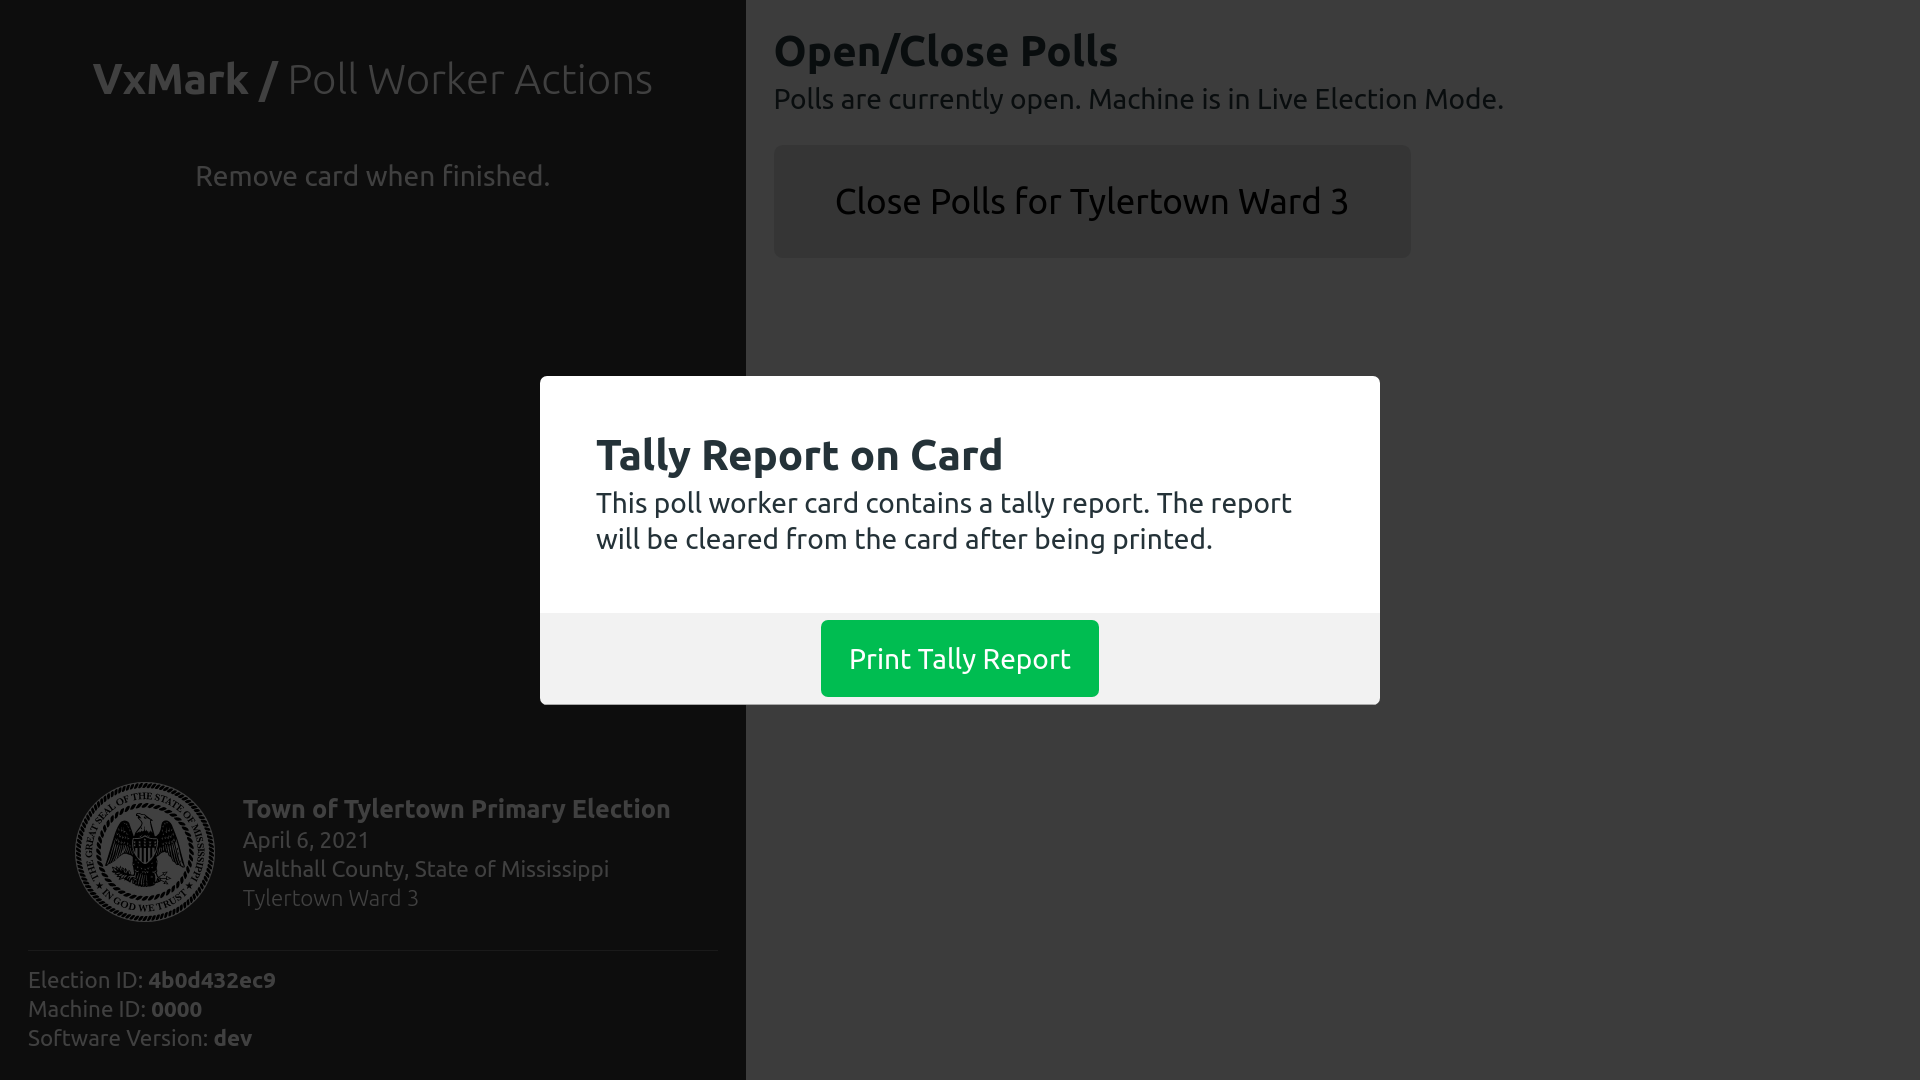 VxMark / Poll Worker Actions
Remove card when finished.
Open/Close Polls
Polls are currently open. Machine is in Live Election Mode.
Close Polls for Tylertown Ward 3
Tally Report on Card
This poll worker card contains a tally report. The report
will be cleared from the card after being printed.
Print Tally Report
THE GREAT SEAL OF THE STATE OF MISSISSIPPI
IN GOD WE TRUST
Town of Tylertown Primary Election
April 6, 2021
Walthall County, State of Mississippi
Tylertown Ward 3
Election ID: 4b0d432ec9
Machine ID: 0000
Software Version: dev